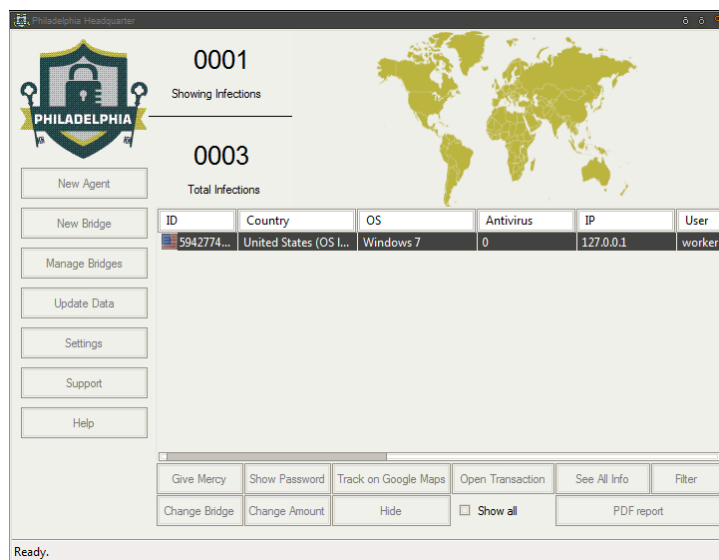 Philadelphia Headquarter
PHILADELPHIA
0001
Showing Infections
0003
Total Infections
New Agent
New Bridge
Manage Bridges
Update Data
Settings
Support
Help
ID Country OS Antivirus IP User
5942774... United States (OS I... Windows 7 0 127.0.0.1 worker
Give Mercy Show Password Track on Google Maps Open Transaction See All Info Filter
Change Bridge Change Amount Hide Show all PDF report
Ready.